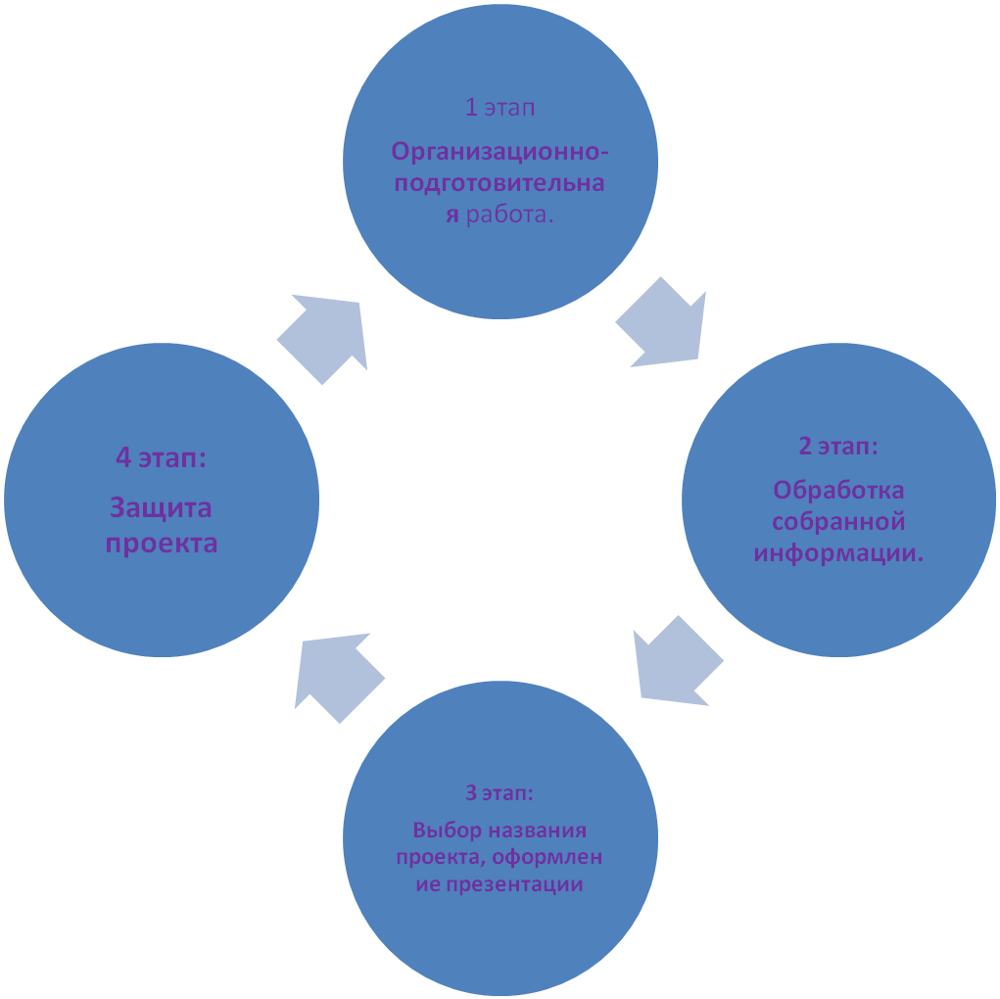 1 этап
Организационно-
подготовительна
я работа.
2 этап:
Обработка
собранной
информации.
3 этап:
Выбор названия
проекта, оформлен
ие презентации
4 этап:
Защита
проекта